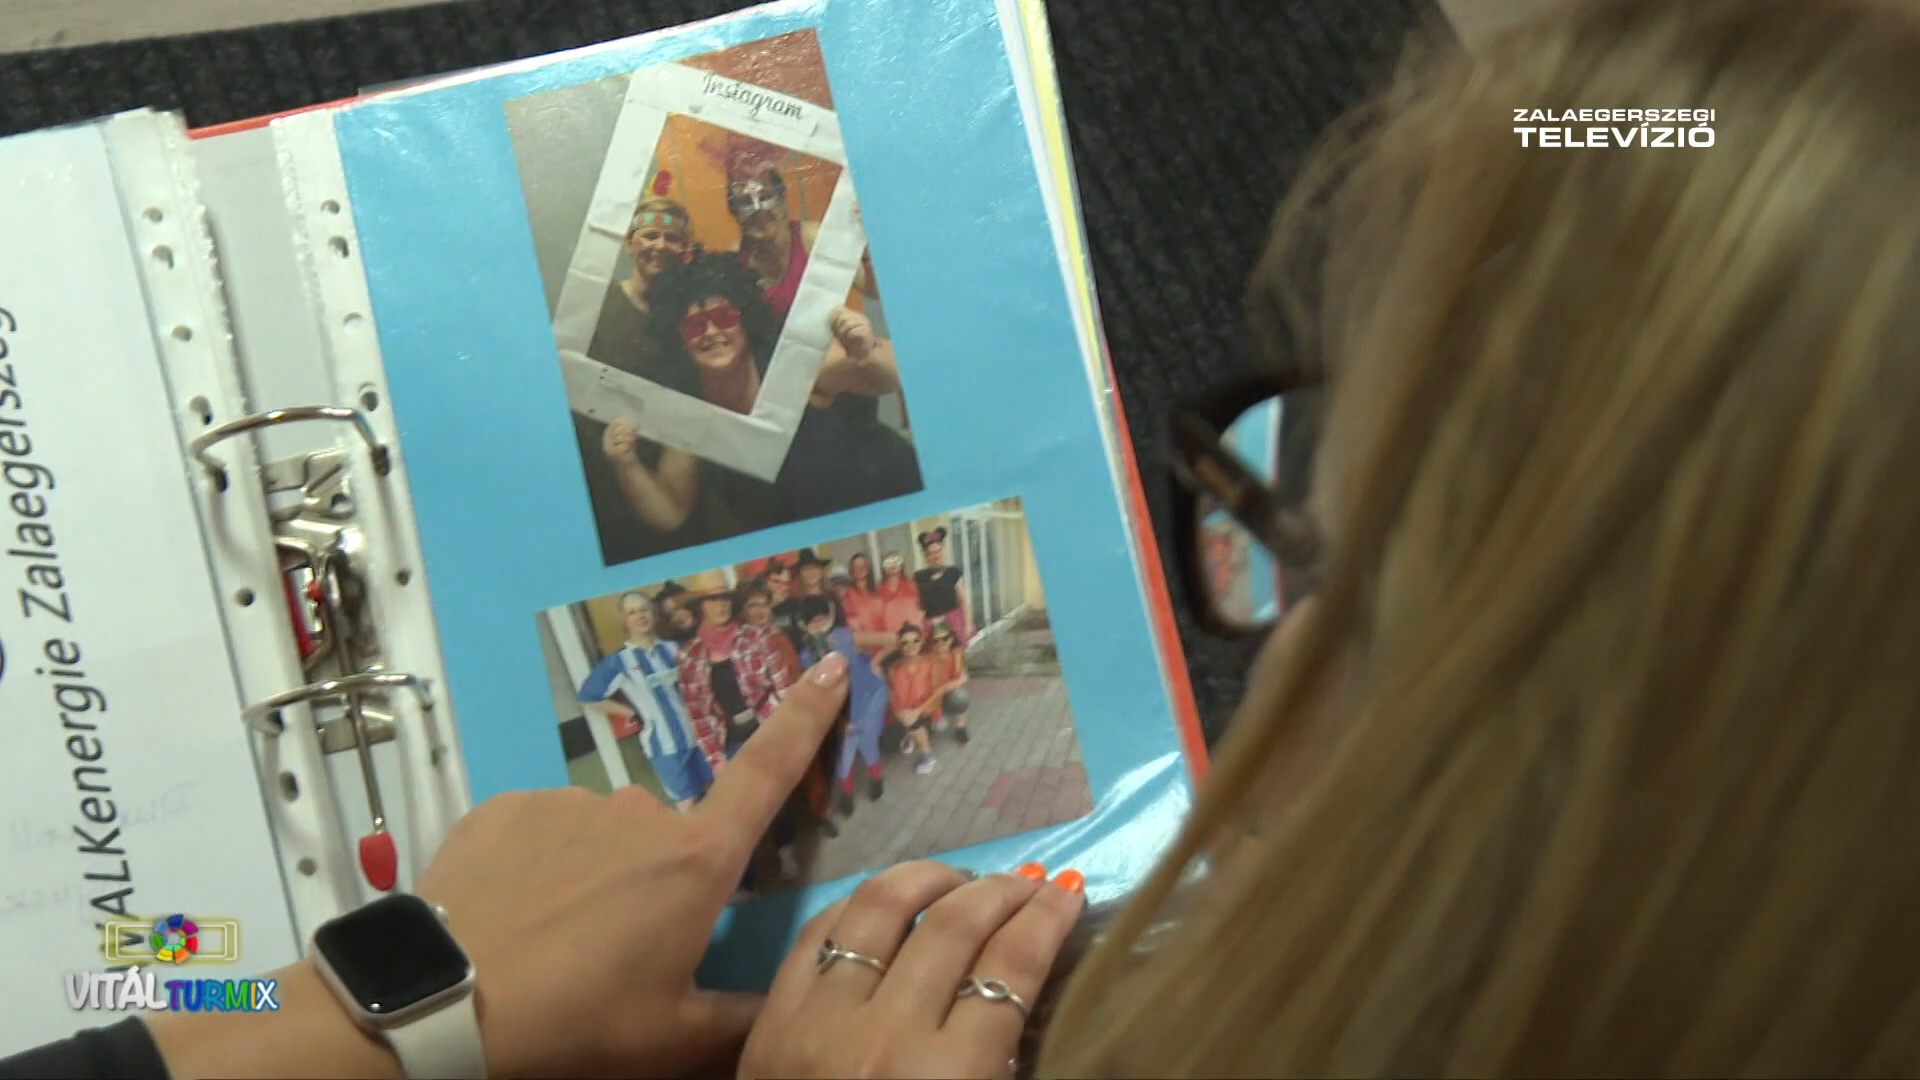 Instagram
ZALAEGERSZEGI
TELEVÍZIÓ
ALKenergie Zalaegerszeg
VITÁLTURMIX